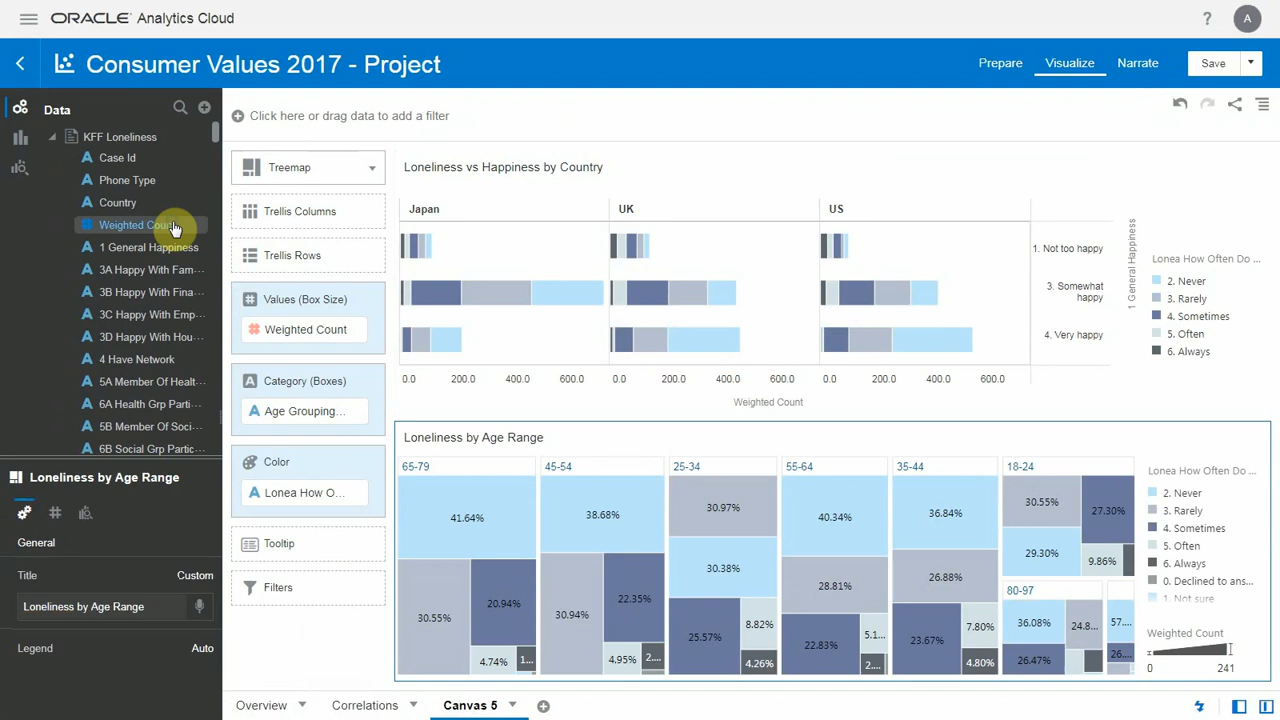 ORACLE Analytics Cloud
?
A
Consumer Values 2017 - Project
Prepare
Visualize
Narrate
Save
Data
KFF Loneliness
A Case Id
A Phone Type
A Country
Weighted Coun
A 1 General Happiness
A 3A Happy With Fam...
A 3B Happy With Fina...
A 3C Happy With Emp...
A 3D Happy With Hou...
A 4 Have Network
A 5A Member Of Healt...
A 6A Health Grp Parti...
A 5B Member Of Soci...
A 6B Social Grp Partic...
Loneliness by Age Range
General
Title Custom
Loneliness by Age Range
Legend Auto
Click here or drag data to add a filter
Treemap
Trellis Columns
Trellis Rows
# Values (Box Size)
# Weighted Count
A Category (Boxes)
A Age Grouping...
Color
A Lonea How O...
Tooltip
Filters
Loneliness vs Happiness by Country
Japan UK US
1. Not too happy
3. Somewhat
happy
4. Very happy
1 General Happiness
0.0 200.0 400.0 600.0 0.0 200.0 400.0 600.0 0.0 200.0 400.0 600.0
Weighted Count
Lonea How Often Do ...
2. Never
3. Rarely
4. Sometimes
5. Often
6. Always
Loneliness by Age Range
65-79
41.64%
30.55%
20.94%
4.74%
1...
45-54
38.68%
30.94%
22.35%
4.95%
2....
25-34
30.97%
30.38%
25.57%
8.82%
4.26%
55-64
40.34%
28.81%
22.83%
5.1...
2....
35-44
36.84%
26.88%
23.67%
7.80%
4.80%
18-24
30.55%
27.30%
29.30%
9.86%
80-97
36.08%
24.8...
26.47%
57....
26....
Lonea How Often Do ...
2. Never
3. Rarely
4. Sometimes
5. Often
6. Always
0. Declined to ans...
1. Not sure
Weighted Count
0 241
Overview
Correlations
Canvas 5